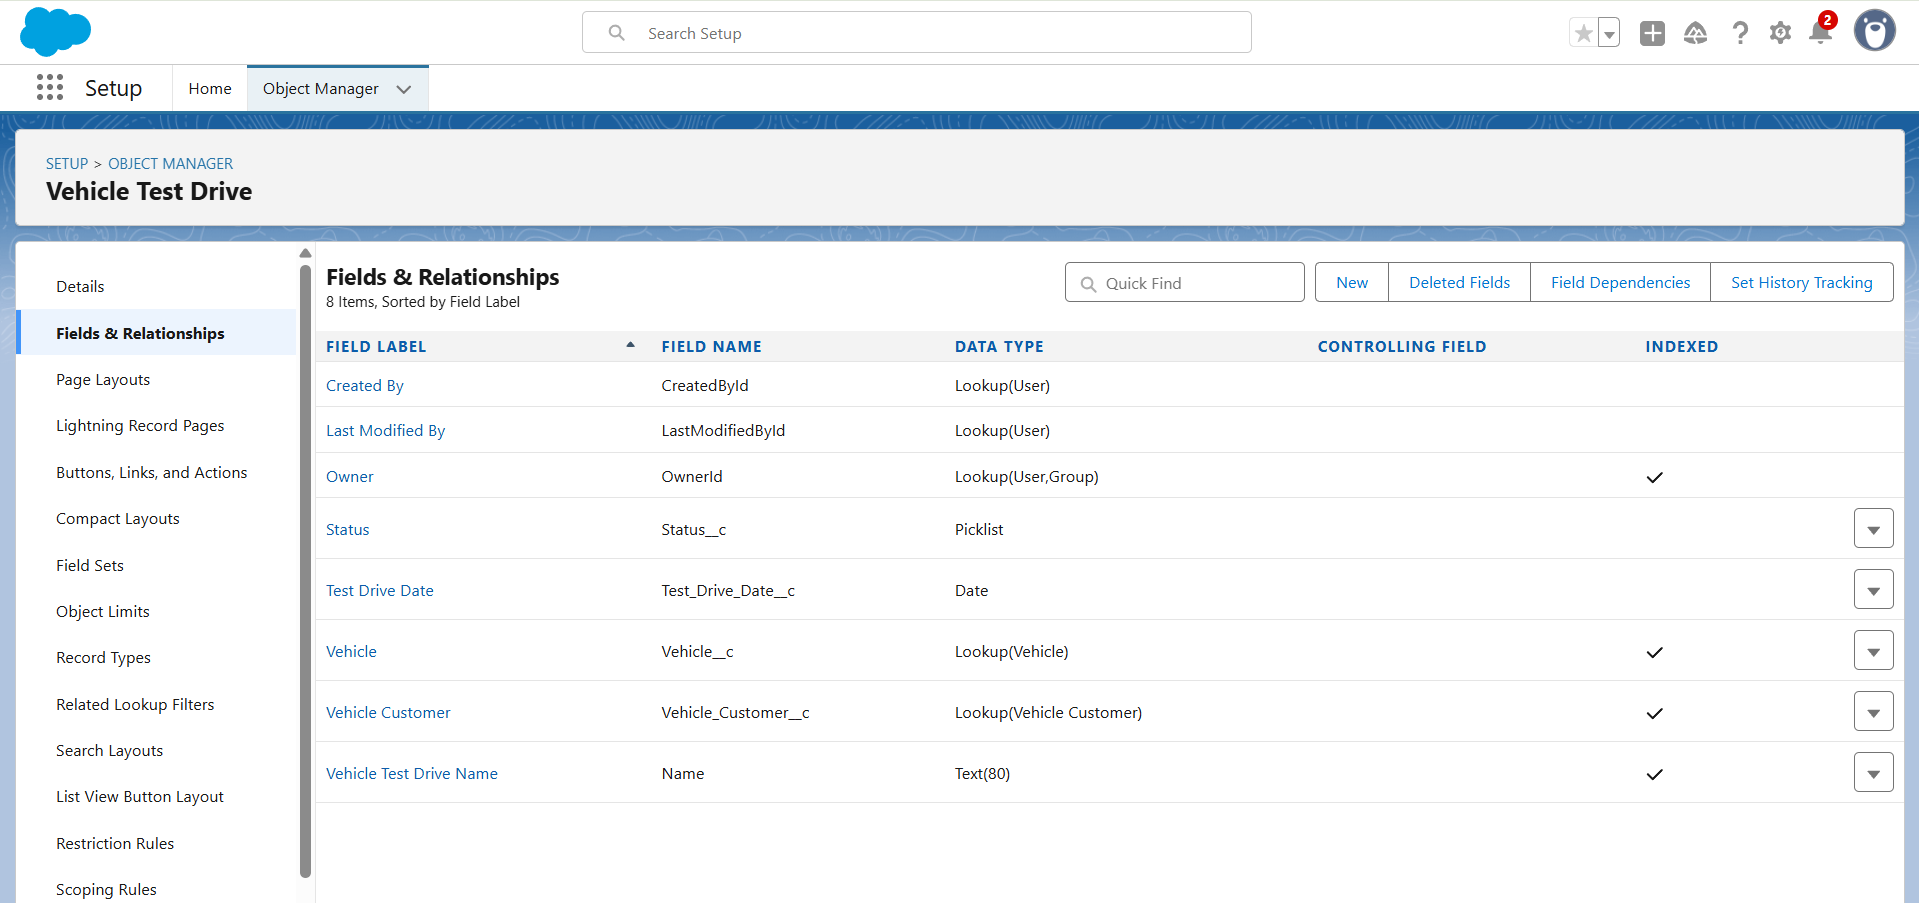 Search Setup
2
Setup
Home
Object Manager
SETUP > OBJECT MANAGER
Vehicle Test Drive
Details
Fields & Relationships
Page Layouts
Lightning Record Pages
Buttons, Links, and Actions
Compact Layouts
Field Sets
Object Limits
Record Types
Related Lookup Filters
Search Layouts
List View Button Layout
Restriction Rules
Scoping Rules
Fields & Relationships
8 Items, Sorted by Field Label
Quick Find
New
Deleted Fields
Field Dependencies
Set History Tracking
FIELD LABEL FIELD NAME DATA TYPE CONTROLLING FIELD INDEXED
Created By CreatedById Lookup(User)
Last Modified By LastModifiedById Lookup(User)
Owner OwnerId Lookup(User,Group)
Status Status__c Picklist
Test Drive Date Test_Drive_Date__c Date
Vehicle Vehicle__c Lookup(Vehicle)
Vehicle Customer Vehicle_Customer__c Lookup(Vehicle Customer)
Vehicle Test Drive Name Name Text(80)